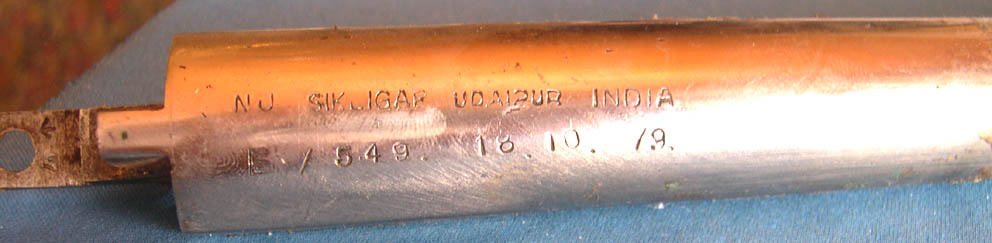 NJ SIKLIGAR UDAIPUR INDIA
E / 549. 18. 10. 79.